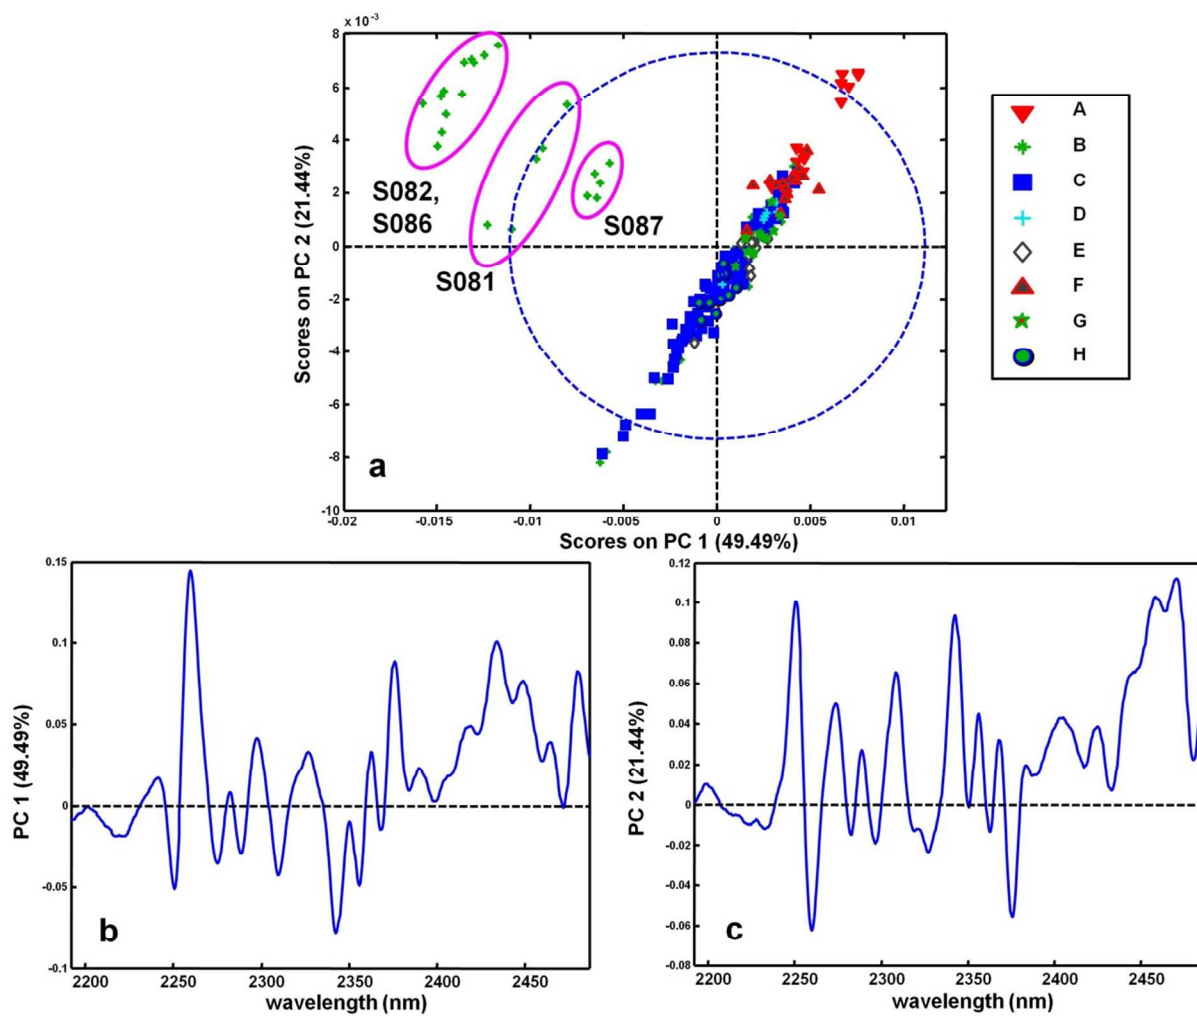 x 10⁻³
8
6
4
2
0
-2
-4
-6
-8
-10
Scores on PC 2 (21.44%)
S082,
S086
S087
S081
a
-0.02 -0.015 -0.01 -0.005 0 0.005 0.01
Scores on PC 1 (49.49%)
A
B
C
D
E
F
G
H
0.15
0.1
0.05
0
-0.05
-0.1
PC 1 (49.49%)
b
2200 2250 2300 2350 2400 2450
wavelength (nm)
0.12
0.1
0.08
0.06
0.04
0.02
0
-0.02
-0.04
-0.06
-0.08
PC 2 (21.44%)
c
2200 2250 2300 2350 2400 2450
wavelength (nm)